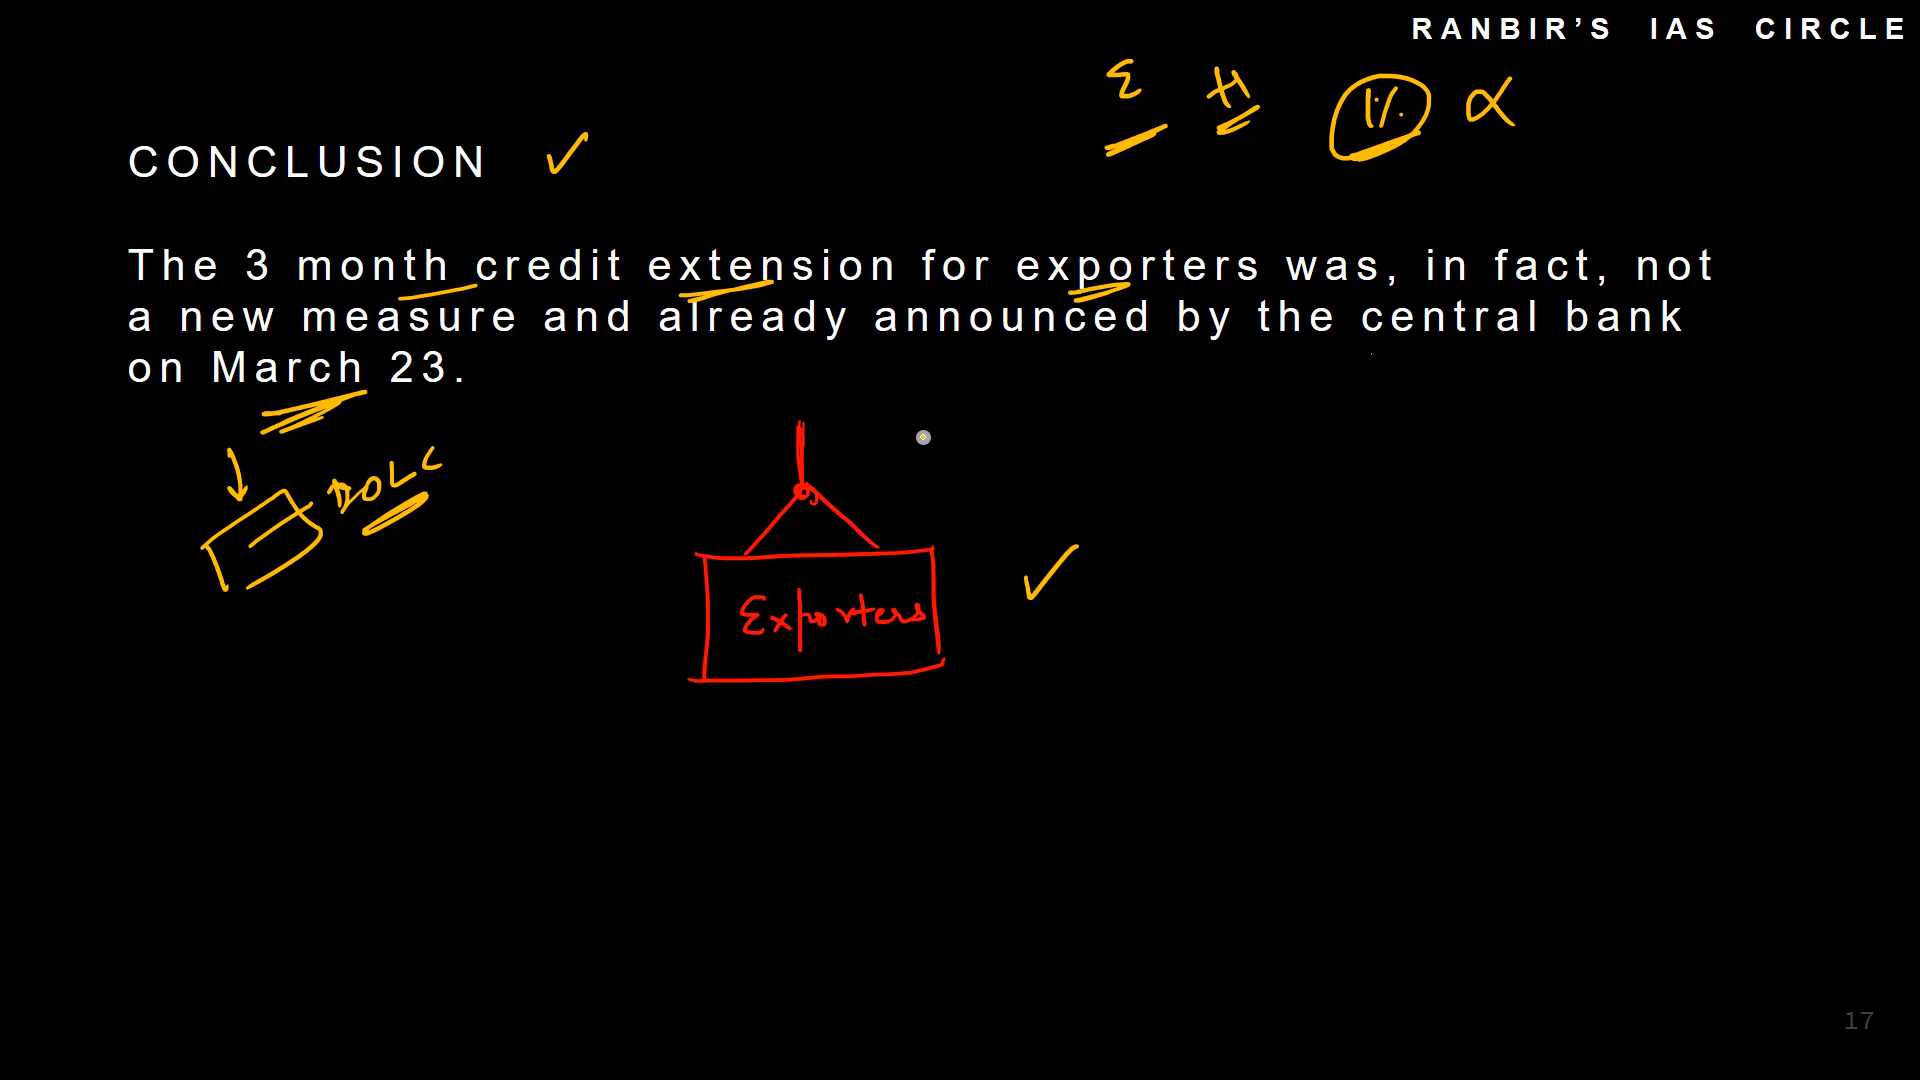 RANBIR’S IAS CIRCLE
Σ H 1% α
CONCLUSION
The 3 month credit extension for exporters was, in fact, not
a new measure and already announced by the central bank
on March 23.
Exporters
17